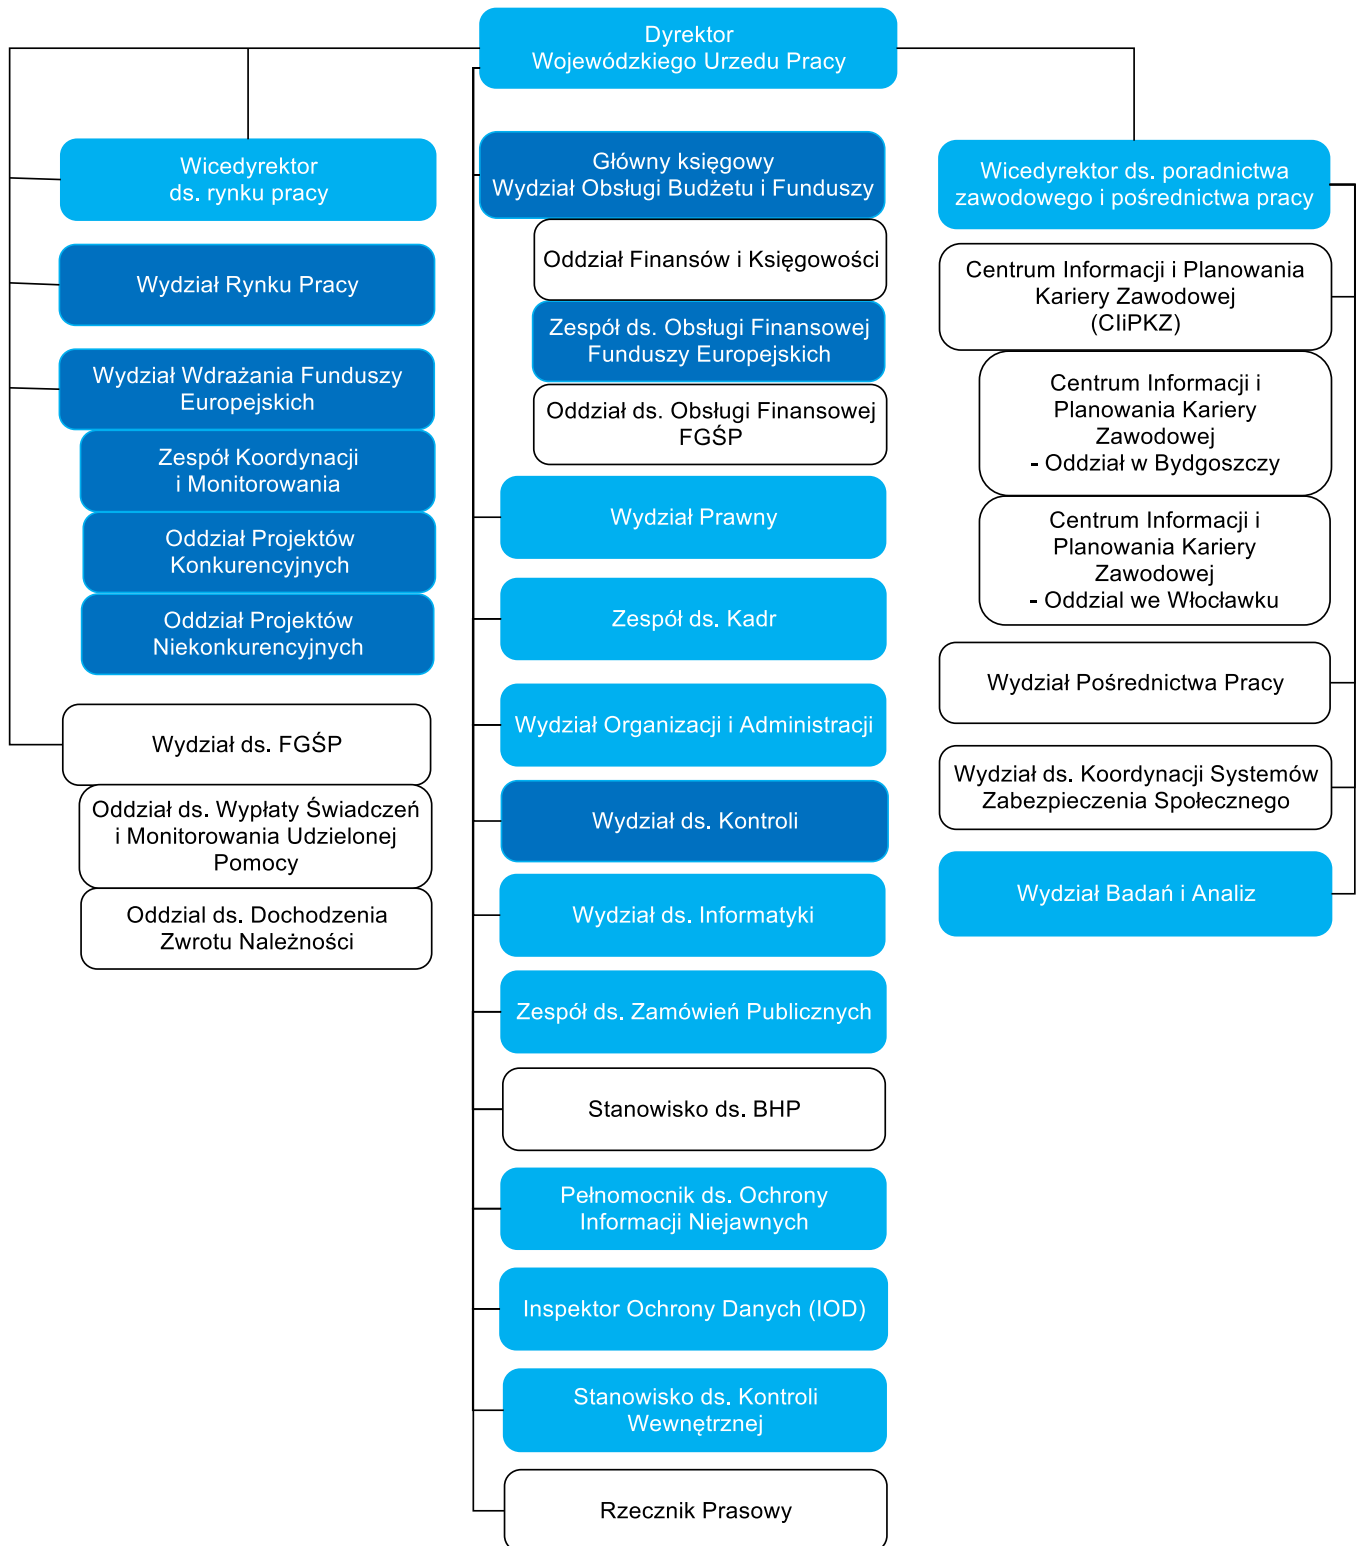 Dyrektor
Wojewódzkiego Urzedu Pracy
Wicedyrektor
ds. rynku pracy
Wydział Rynku Pracy
Wydział Wdrażania Funduszy
Europejskich
Zespół Koordynacji
i Monitorowania
Oddział Projektów
Konkurencyjnych
Oddział Projektów
Niekonkurencyjnych
Wydział ds. FGŚP
Oddział ds. Wypłaty Świadczeń
i Monitorowania Udzielonej
Pomocy
Oddzial ds. Dochodzenia
Zwrotu Należności
Główny księgowy
Wydział Obsługi Budżetu i Funduszy
Oddział Finansów i Księgowości
Zespół ds. Obsługi Finansowej
Funduszy Europejskich
Oddział ds. Obsługi Finansowej
FGŚP
Wydział Prawny
Zespół ds. Kadr
Wydział Organizacji i Administracji
Wydział ds. Kontroli
Wydział ds. Informatyki
Zespół ds. Zamówień Publicznych
Stanowisko ds. BHP
Pełnomocnik ds. Ochrony
Informacji Niejawnych
Inspektor Ochrony Danych (IOD)
Stanowisko ds. Kontroli
Wewnętrznej
Rzecznik Prasowy
Wicedyrektor ds. poradnictwa
zawodowego i pośrednictwa pracy
Centrum Informacji i Planowania
Kariery Zawodowej
(CIiPKZ)
Centrum Informacji i
Planowania Kariery
Zawodowej
- Oddział w Bydgoszczy
Centrum Informacji i
Planowania Kariery
Zawodowej
- Oddzial we Włocławku
Wydział Pośrednictwa Pracy
Wydział ds. Koordynacji Systemów
Zabezpieczenia Społecznego
Wydział Badań i Analiz